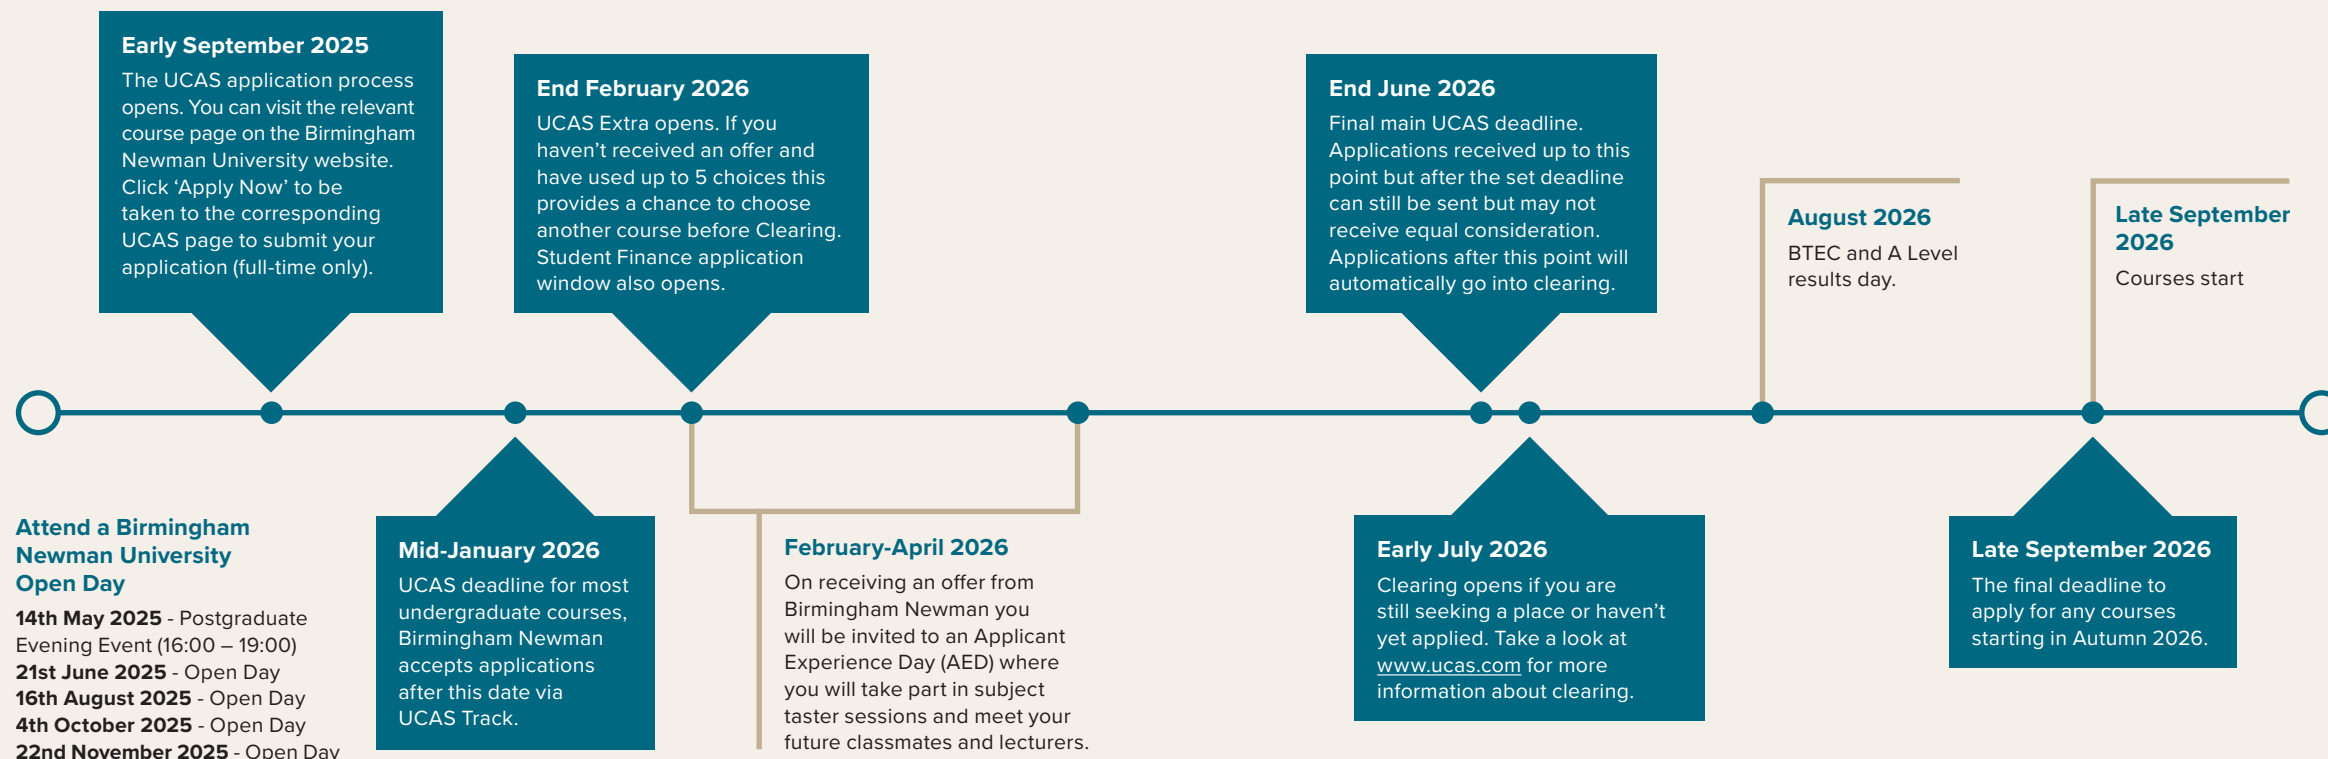 Early September 2025
The UCAS application process
opens. You can visit the relevant
course page on the Birmingham
Newman University website.
Click ‘Apply Now’ to be
taken to the corresponding
UCAS page to submit your
application (full-time only).
End February 2026
UCAS Extra opens. If you
haven’t received an offer and
have used up to 5 choices this
provides a chance to choose
another course before Clearing.
Student Finance application
window also opens.
End June 2026
Final main UCAS deadline.
Applications received up to this
point but after the set deadline
can still be sent but may not
receive equal consideration.
Applications after this point will
automatically go into clearing.
August 2026
BTEC and A Level
results day.
Late September
2026
Courses start
Attend a Birmingham
Newman University
Open Day
14th May 2025 - Postgraduate
Evening Event (16:00 – 19:00)
21st June 2025 - Open Day
16th August 2025 - Open Day
4th October 2025 - Open Day
22nd November 2025 - Open Day
Mid-January 2026
UCAS deadline for most
undergraduate courses,
Birmingham Newman
accepts applications
after this date via
UCAS Track.
February-April 2026
On receiving an offer from
Birmingham Newman you
will be invited to an Applicant
Experience Day (AED) where
you will take part in subject
taster sessions and meet your
future classmates and lecturers.
Early July 2026
Clearing opens if you are
still seeking a place or haven’t
yet applied. Take a look at
www.ucas.com for more
information about clearing.
Late September 2026
The final deadline to
apply for any courses
starting in Autumn 2026.